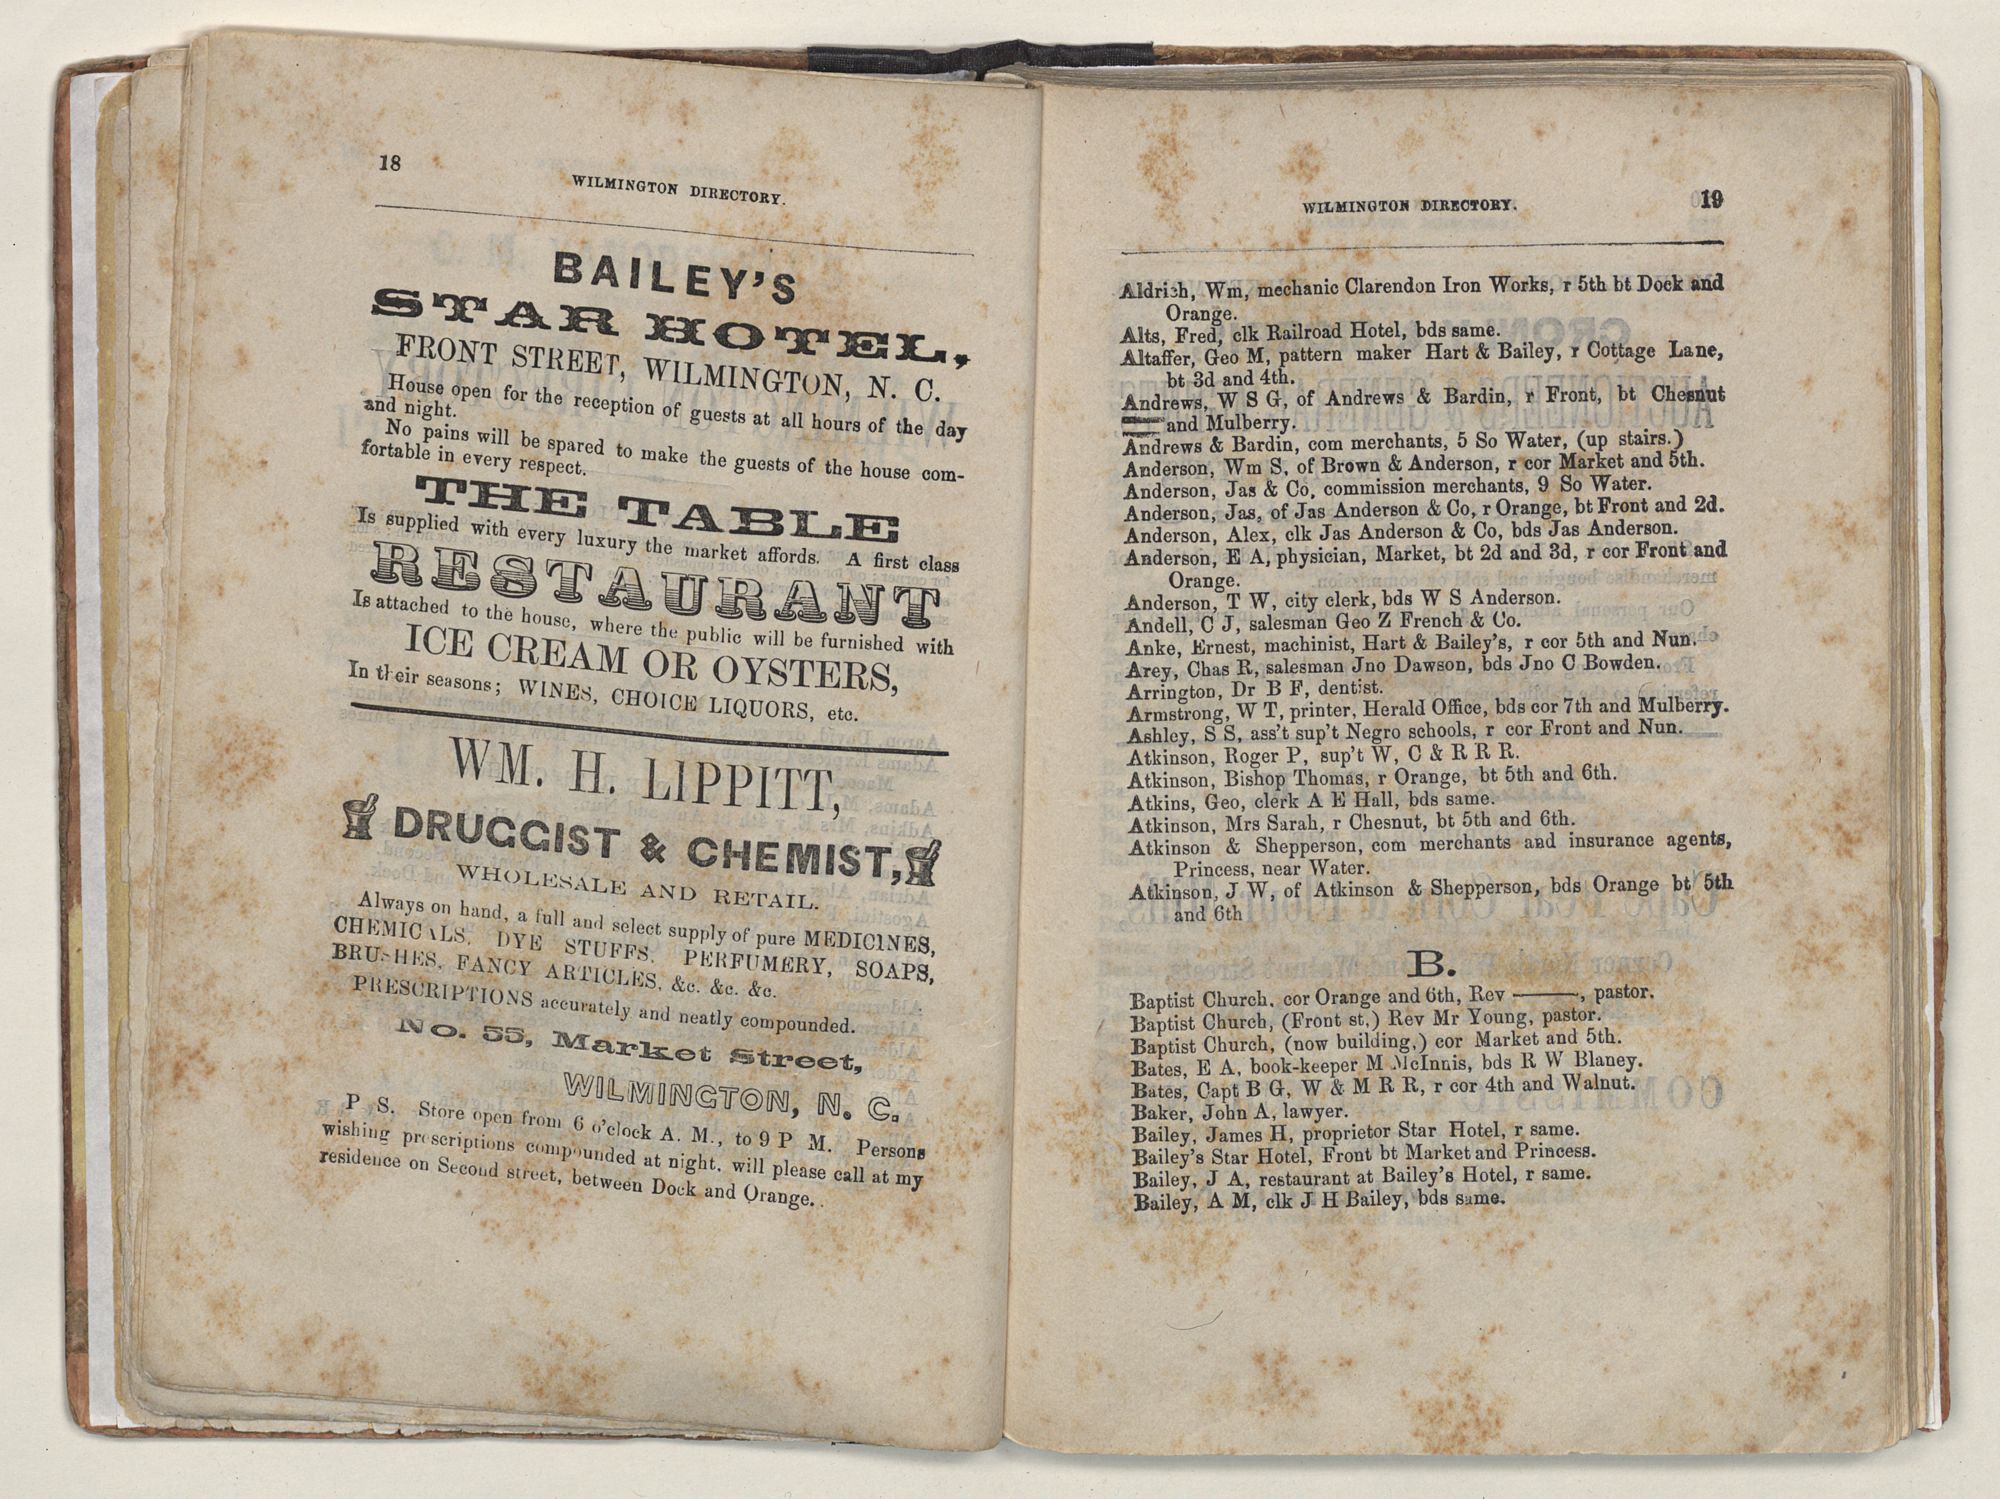 18
WILMINGTON DIRECTORY.
BAILEY'S
STAR HOTEL,
FRONT STREET, WILMINGTON, N. C.
House open for the reception of guests at all hours of the day
and night.
No pains will be spared to make the guests of the house com-
fortable in every respect.
THE TABLE
Is supplied with every luxury the market affords. A first class
RESTAURANT
Is attached to the house, where the public will be furnished with
ICE CREAM OR OYSTERS,
In their seasons; WINES, CHOICE LIQUORS, etc.
WM. H. LIPPITT,
DRUGGIST & CHEMIST,
WHOLESALE AND RETAIL.
Always on hand, a full and select supply of pure MEDICINES,
CHEMICALS, DYE STUFFS, PERFUMERY, SOAPS,
BRUSHES, FANCY ARTICLES, &c. &c. &c.
PRESCRIPTIONS accurately and neatly compounded.
No. 55, Market Street,
WILMINGTON, N. C.
P S. Store open from 6 o'clock A. M., to 9 P M. Persons
wishing prescriptions compounded at night, will please call at my
residence on Second street, between Dock and Orange.
WILMINGTON DIRECTORY. 19
Aldrich, Wm, mechanic Clarendon Iron Works, r 5th bt Dock and
Orange.
Alts, Fred, clk Railroad Hotel, bds same.
Altaffer, Geo M, pattern maker Hart & Bailey, r Cottage Lane,
bt 3d and 4th.
Andrews, W S G, of Andrews & Bardin, r Front, bt Chesnut
and Mulberry.
Andrews & Bardin, com merchants, 5 So Water, (up stairs.)
Anderson, Wm S, of Brown & Anderson, r cor Market and 5th.
Anderson, Jas & Co, commission merchants, 9 So Water.
Anderson, Jas, of Jas Anderson & Co, r Orange, bt Front and 2d.
Anderson, Alex, clk Jas Anderson & Co, bds Jas Anderson.
Anderson, E A, physician, Market, bt 2d and 3d, r cor Front and
Orange.
Anderson, T W, city clerk, bds W S Anderson.
Andell, C J, salesman Geo Z French & Co.
Anke, Ernest, machinist, Hart & Bailey's, r cor 5th and Nun.
Arey, Chas R, salesman Jno Dawson, bds Jno C Bowden.
Arrington, Dr B F, dentist.
Armstrong, W T, printer, Herald Office, bds cor 7th and Mulberry.
Ashley, S S, ass't sup't Negro schools, r cor Front and Nun.
Atkinson, Roger P, sup't W, C & R R R.
Atkinson, Bishop Thomas, r Orange, bt 5th and 6th.
Atkins, Geo, clerk A E Hall, bds same.
Atkinson, Mrs Sarah, r Chesnut, bt 5th and 6th.
Atkinson & Shepperson, com merchants and insurance agents,
Princess, near Water.
Atkinson, J W, of Atkinson & Shepperson, bds Orange bt 5th
and 6th
B.
Baptist Church, cor Orange and 6th, Rev ———, pastor.
Baptist Church, (Front st,) Rev Mr Young, pastor.
Baptist Church, (now building,) cor Market and 5th.
Bates, E A, book-keeper M McInnis, bds R W Blaney.
Bates, Capt B G, W & M R R, r cor 4th and Walnut.
Baker, John A, lawyer.
Bailey, James H, proprietor Star Hotel, r same.
Bailey's Star Hotel, Front bt Market and Princess.
Bailey, J A, restaurant at Bailey's Hotel, r same.
Bailey, A M, clk J H Bailey, bds same.